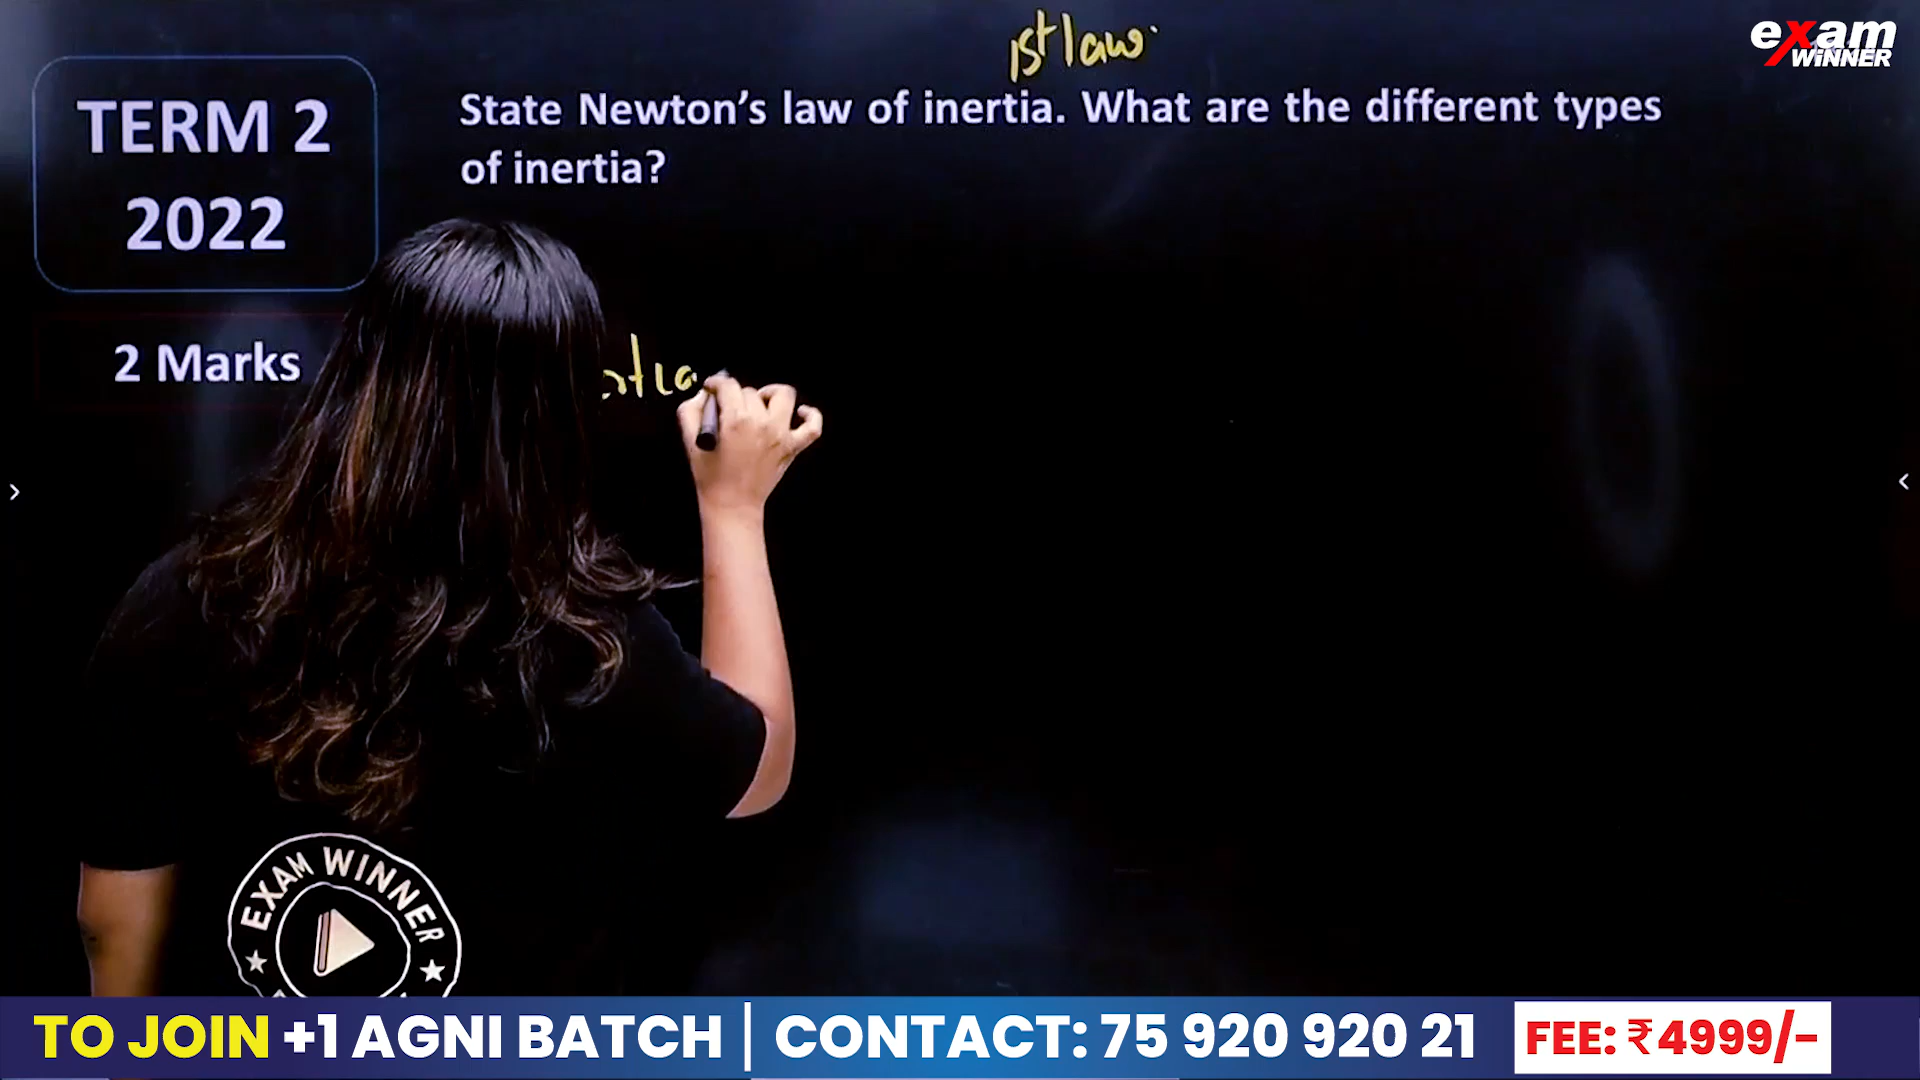 1st law.
exam
WiNNER
TERM 2
2022
State Newton's law of inertia. What are the different types
of inertia?
2 Marks
EXAM WINNER
TO JOIN +1 AGNI BATCH | CONTACT: 75 920 920 21
FEE: ₹4999/-